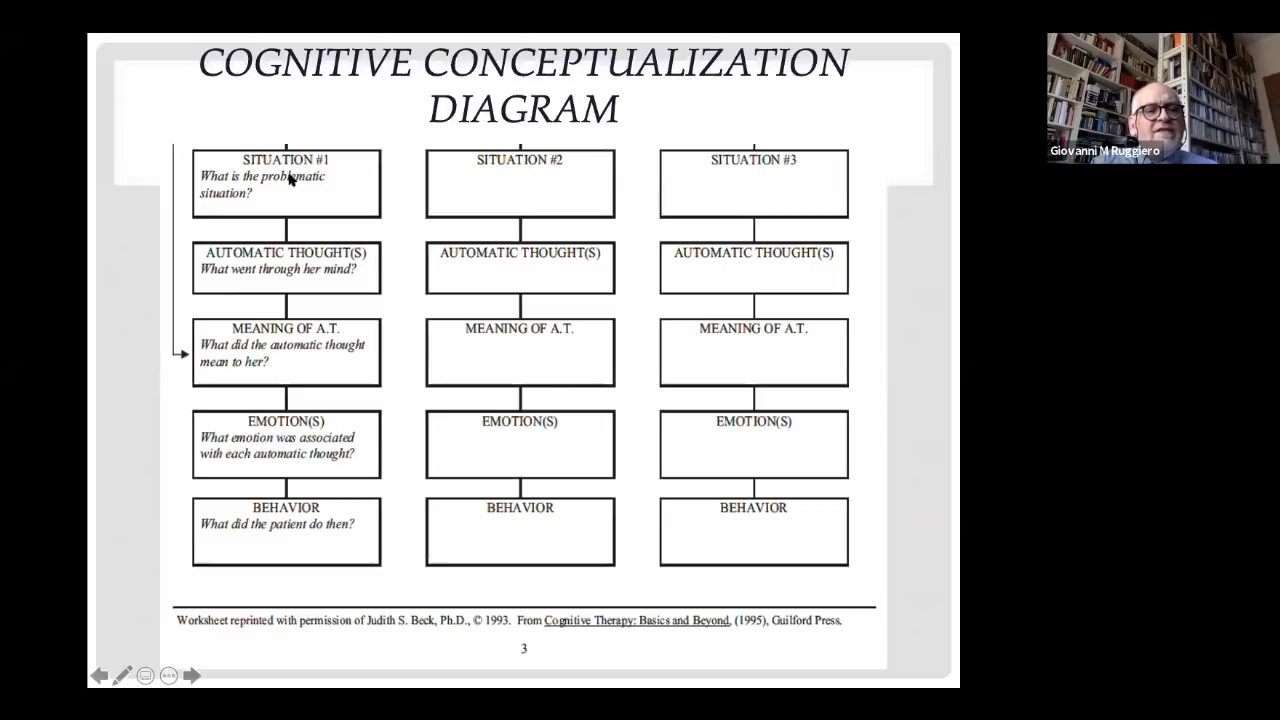 COGNITIVE CONCEPTUALIZATION
DIAGRAM
SITUATION #1
What is the problematic
situation?
SITUATION #2
SITUATION #3
AUTOMATIC THOUGHT(S)
What went through her mind?
AUTOMATIC THOUGHT(S)
AUTOMATIC THOUGHT(S)
MEANING OF A.T.
What did the automatic thought
mean to her?
MEANING OF A.T.
MEANING OF A.T.
EMOTION(S)
What emotion was associated
with each automatic thought?
EMOTION(S)
EMOTION(S)
BEHAVIOR
What did the patient do then?
BEHAVIOR
BEHAVIOR
Worksheet reprinted with permission of Judith S. Beck, Ph.D., © 1993. From Cognitive Therapy: Basics and Beyond, (1995), Guilford Press.
3
Giovanni M Ruggiero